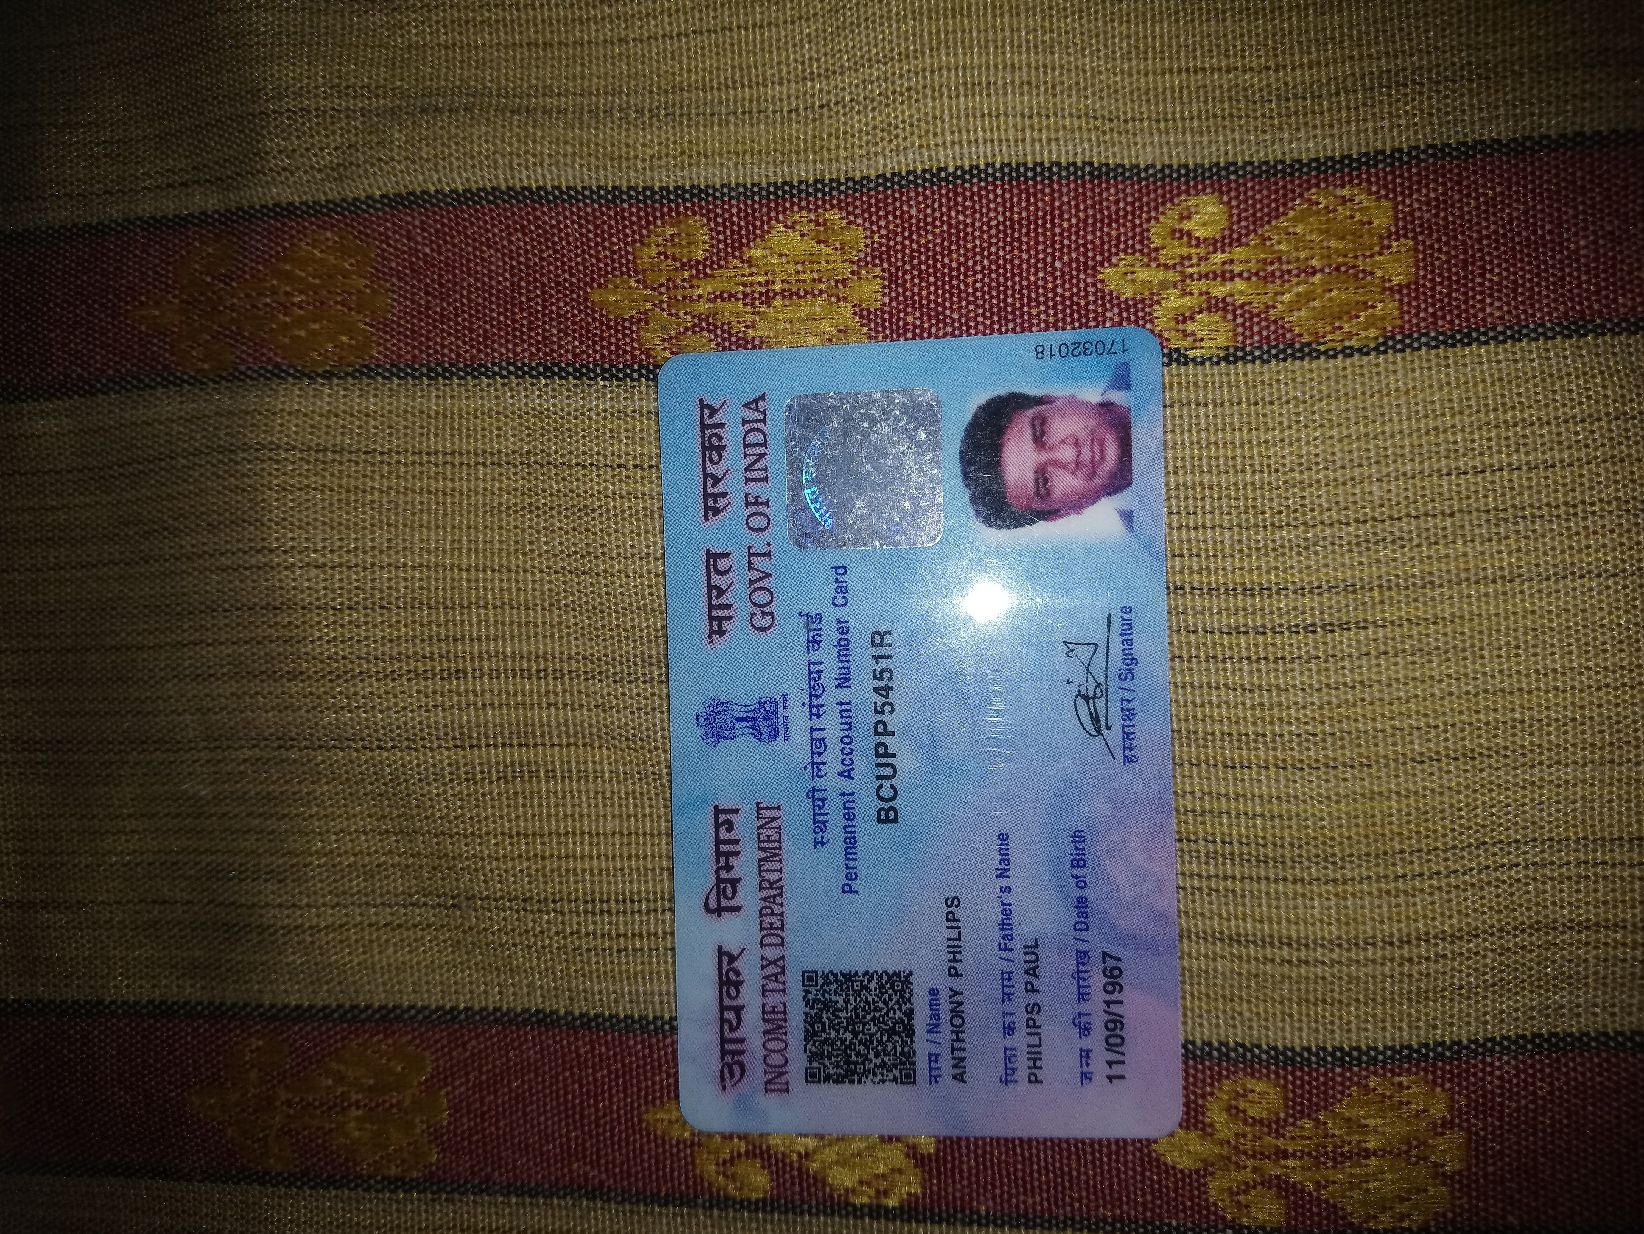 आयकर विभाग
INCOME TAX DEPARTMENT
भारत सरकार
GOVT. OF INDIA
स्थायी लेखा संख्या कार्ड
Permanent Account Number Card
BCUPP5451R
नाम / Name
ANTHONY PHILIPS
पिता का नाम / Father's Name
PHILIPS PAUL
जन्म की तारीख / Date of Birth
11/09/1967
हस्ताक्षर / Signature
17032018